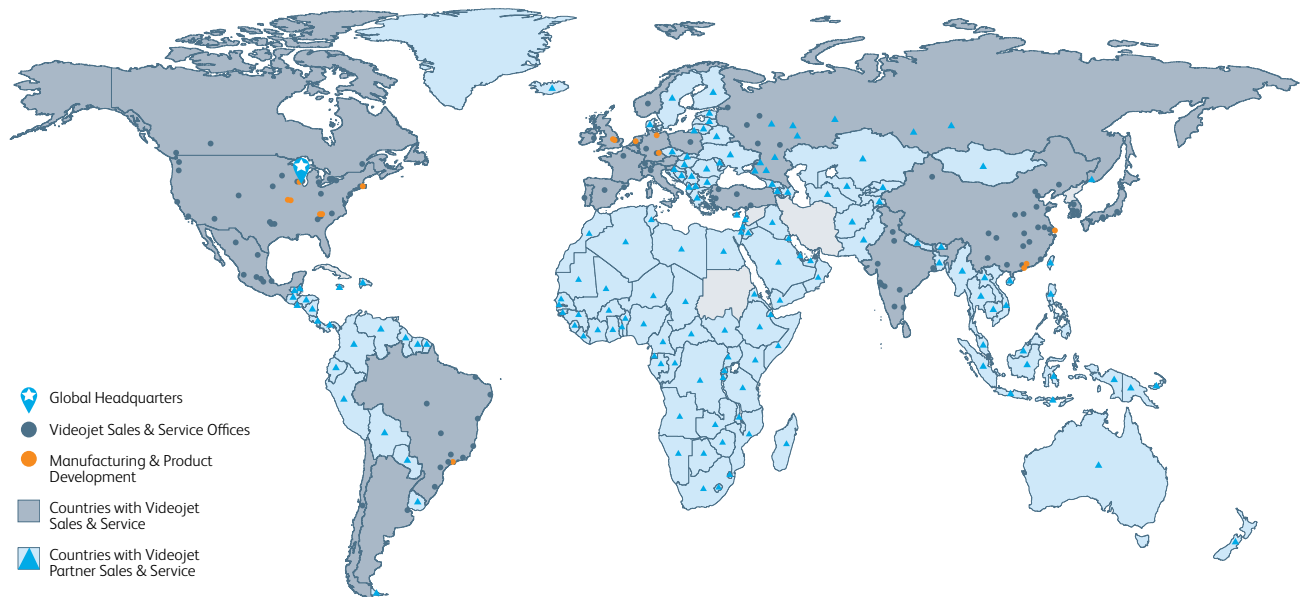 Global Headquarters
Videojet Sales & Service Offices
Manufacturing & Product
Development
Countries with Videojet
Sales & Service
Countries with Videojet
Partner Sales & Service